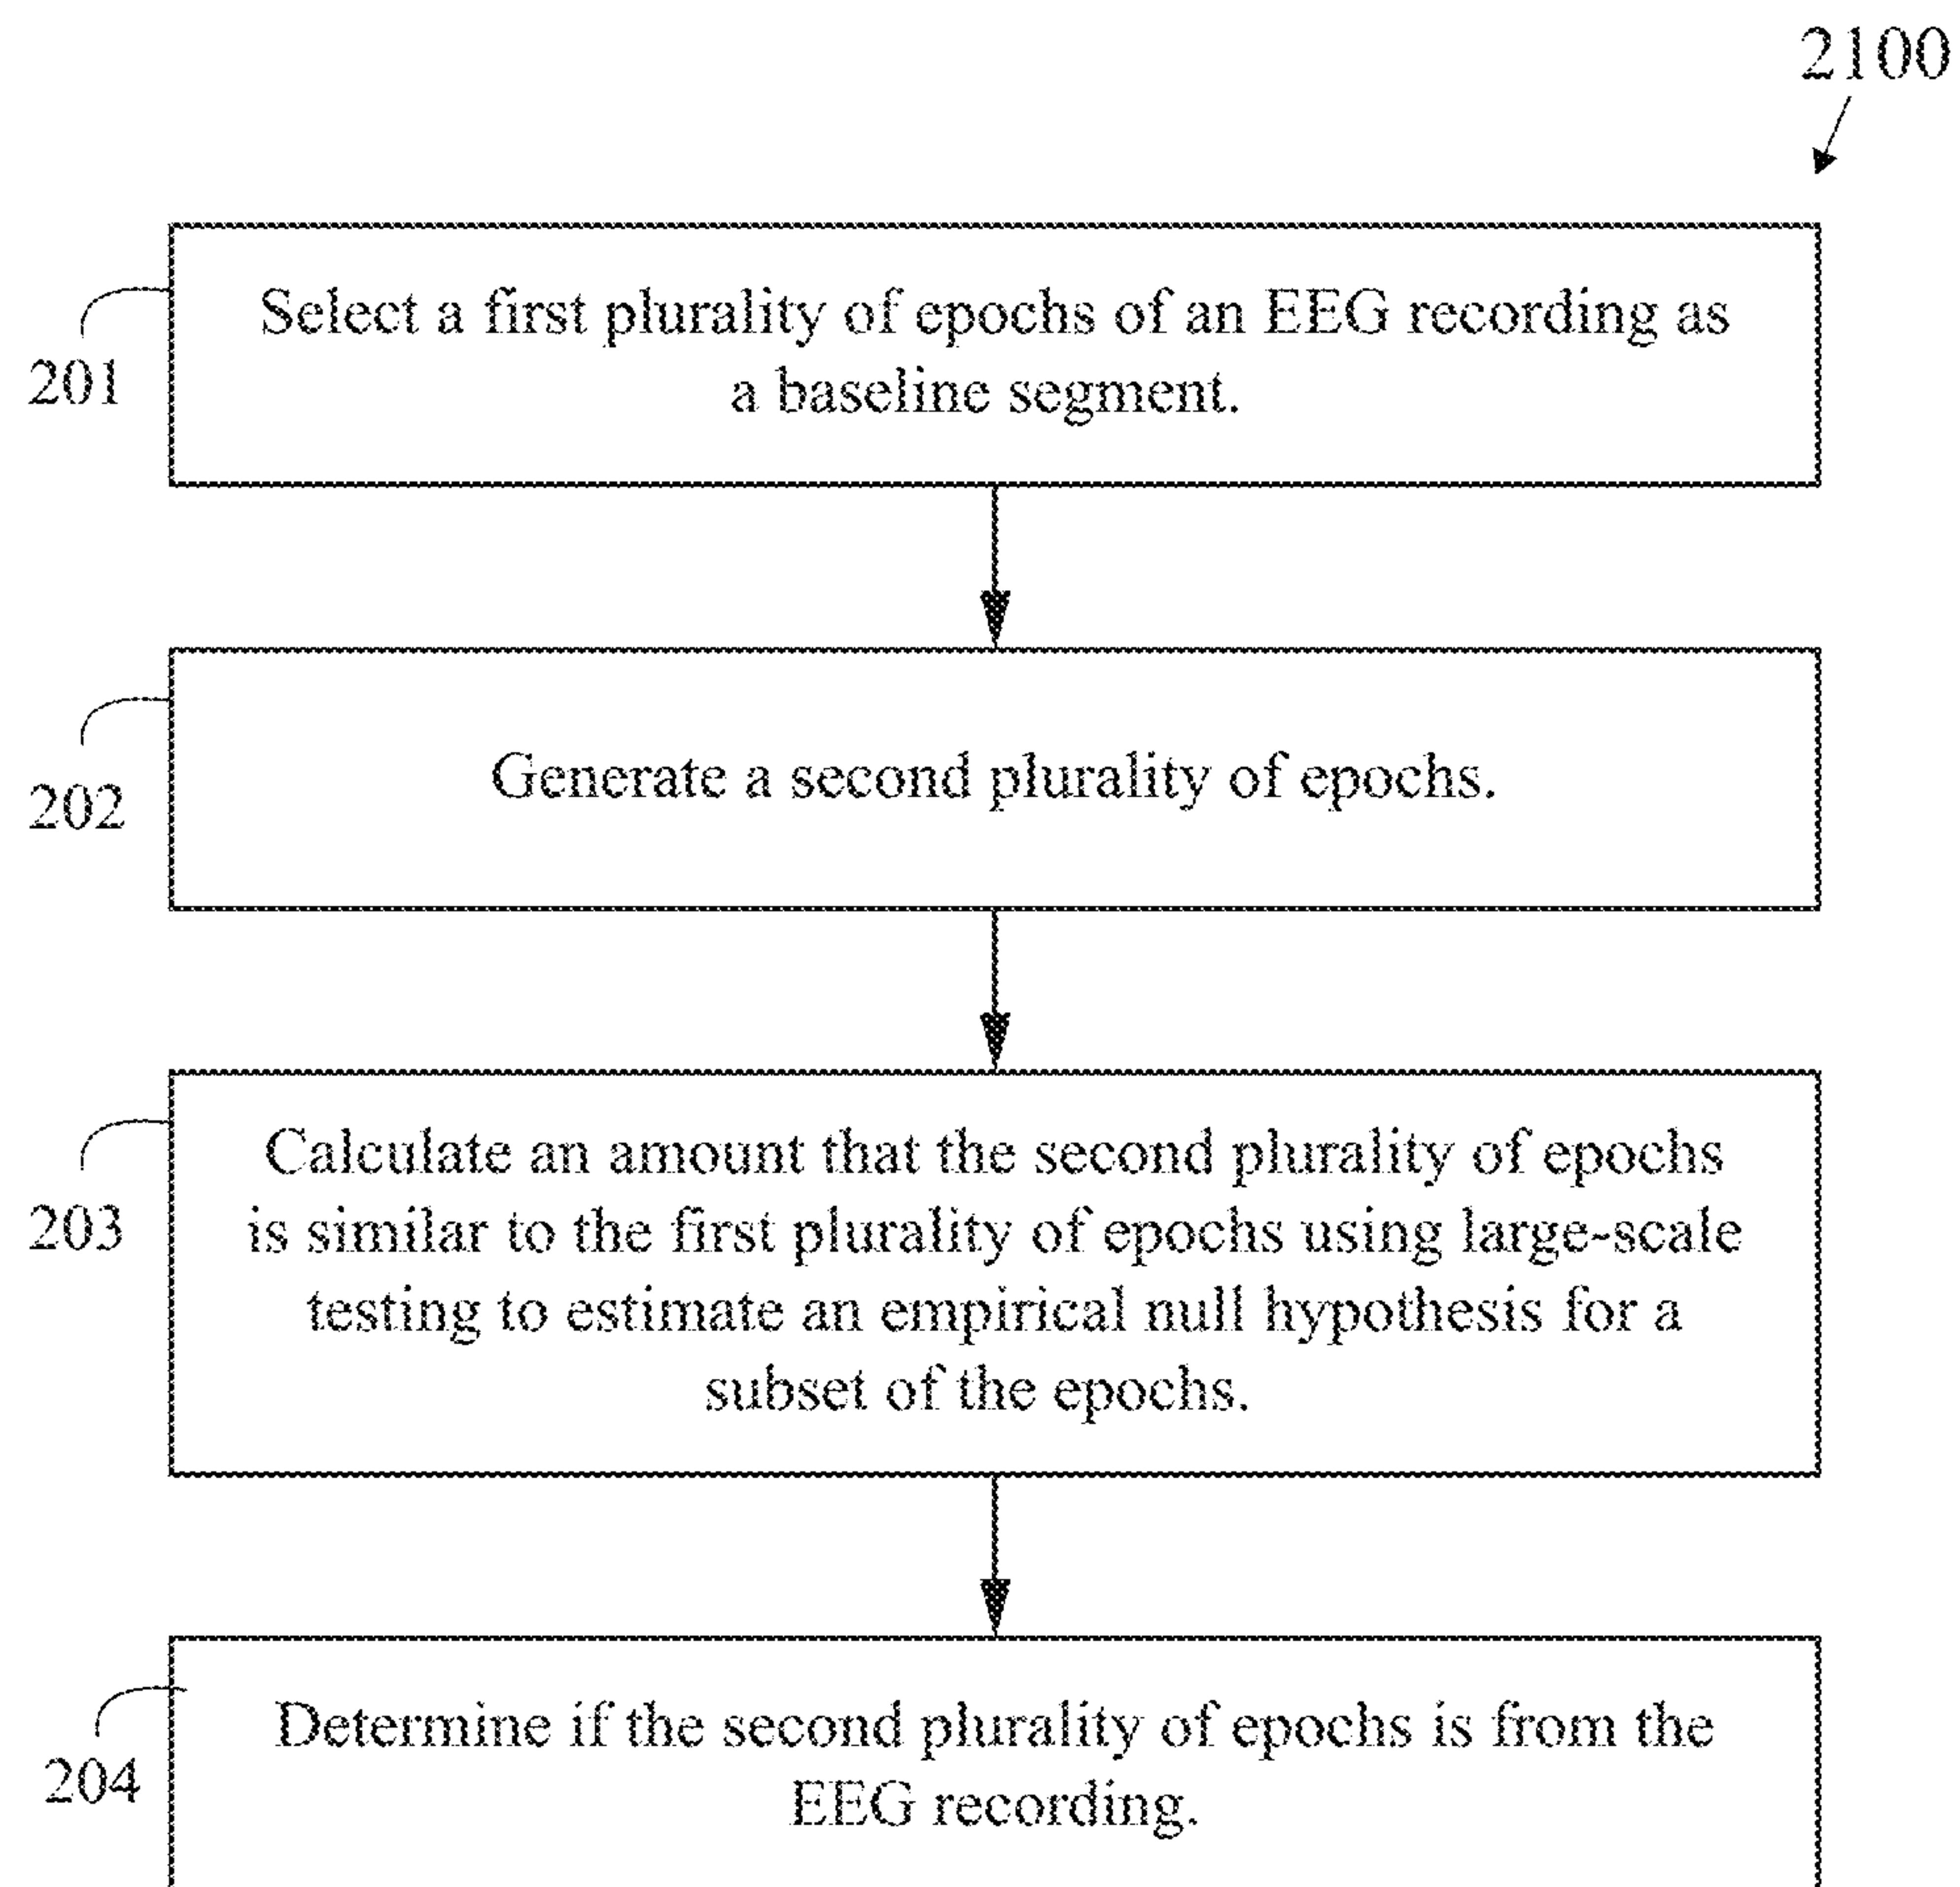 2100
201
Select a first plurality of epochs of an EEG recording as
a baseline segment.
202
Generate a second plurality of epochs.
203
Calculate an amount that the second plurality of epochs
is similar to the first plurality of epochs using large-scale
testing to estimate an empirical null hypothesis for a
subset of the epochs.
204
Determine if the second plurality of epochs is from the
EEG recording.